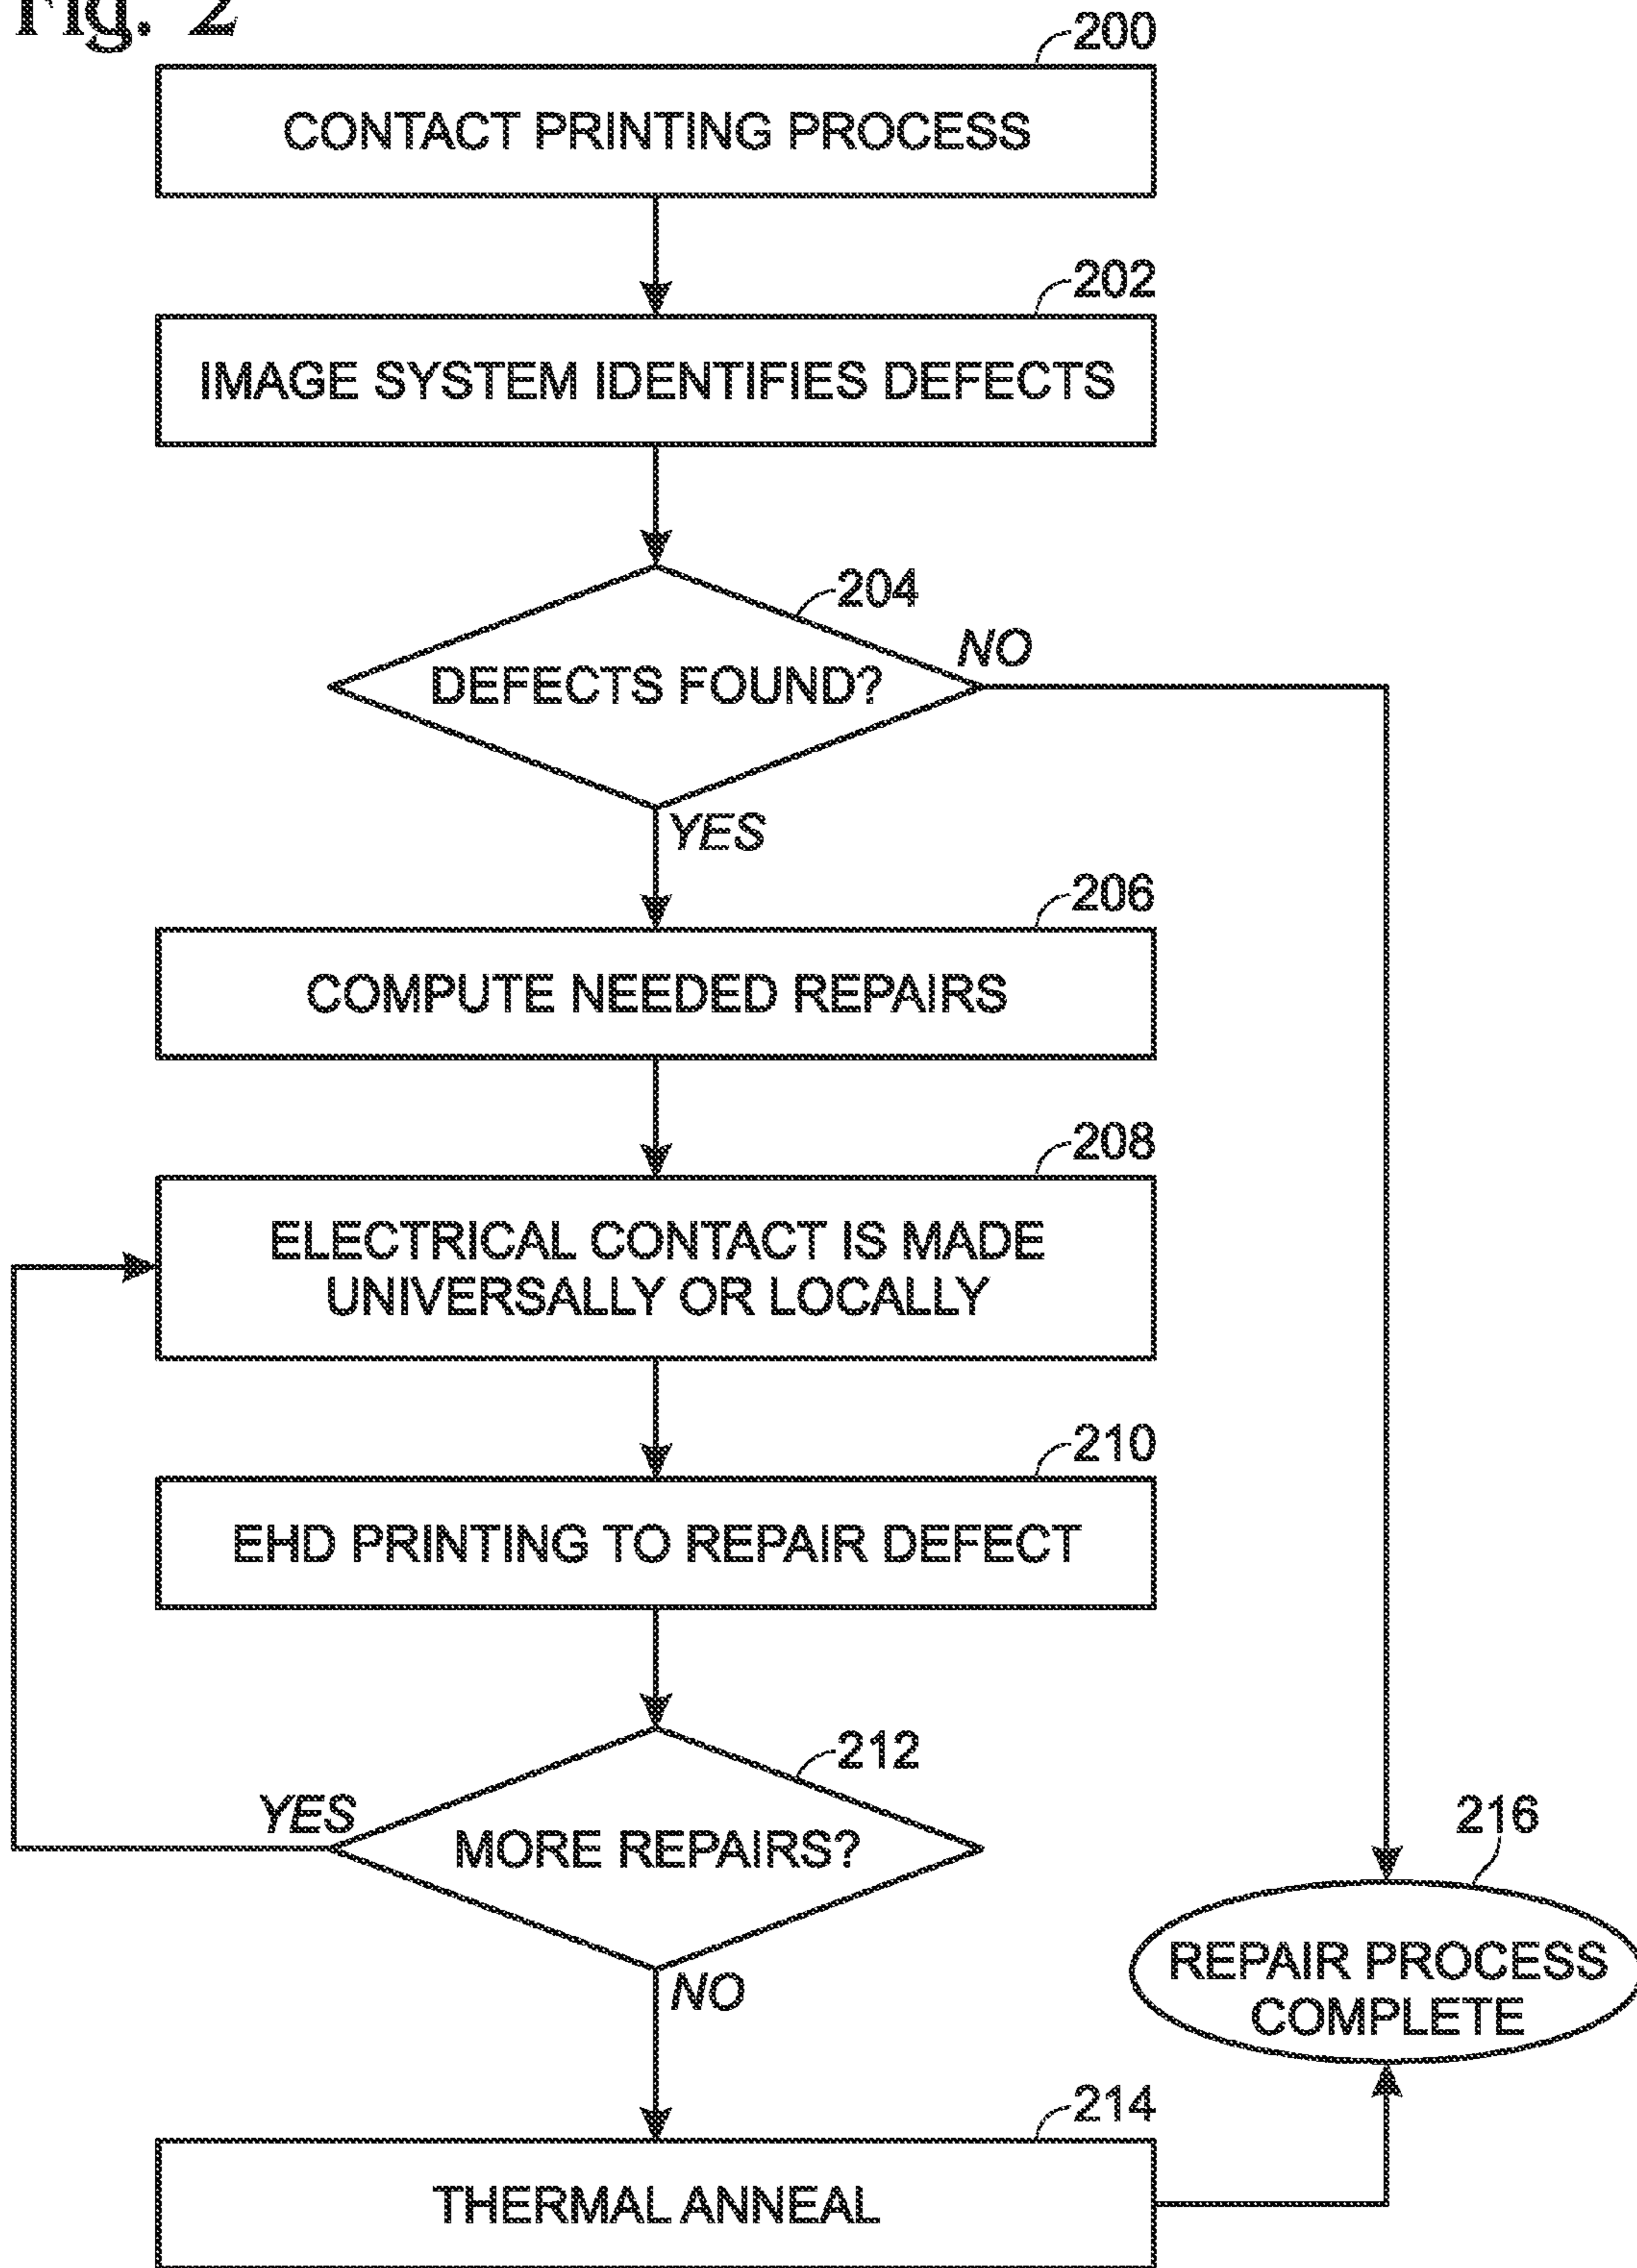 Fig. 2
200
CONTACT PRINTING PROCESS
202
IMAGE SYSTEM IDENTIFIES DEFECTS
204
DEFECTS FOUND?
NO
YES
206
COMPUTE NEEDED REPAIRS
208
ELECTRICAL CONTACT IS MADE
UNIVERSALLY OR LOCALLY
210
EHD PRINTING TO REPAIR DEFECT
212
YES
MORE REPAIRS?
NO
216
REPAIR PROCESS
COMPLETE
214
THERMAL ANNEAL